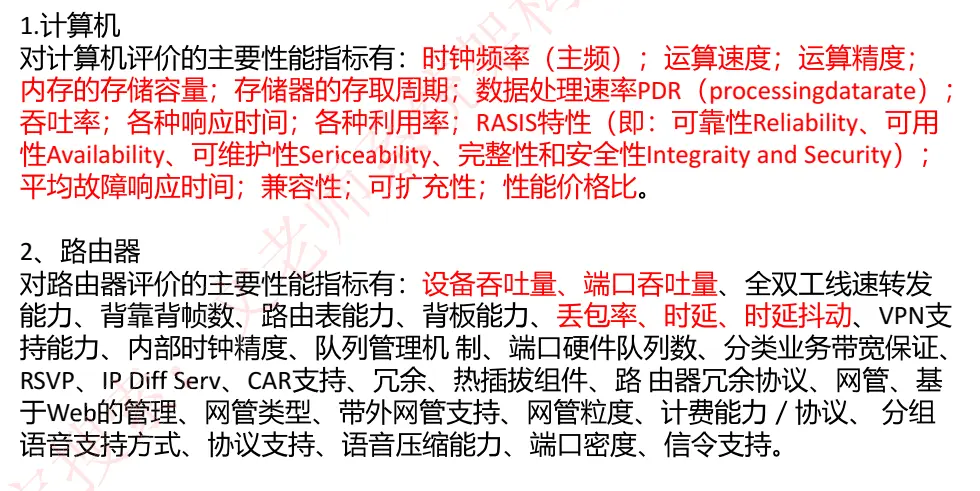 1.计算机
对计算机评价的主要性能指标有：时钟频率（主频）；运算速度；运算精度；
内存的存储容量；存储器的存取周期；数据处理速率PDR（processingdatarate）；
吞吐率；各种响应时间；各种利用率；RASIS特性（即：可靠性Reliability、可用
性Availability、可维护性Sericeability、完整性和安全性Integraity and Security）；
平均故障响应时间；兼容性；可扩充性；性能价格比。
2、路由器
对路由器评价的主要性能指标有：设备吞吐量、端口吞吐量、全双工线速转发
能力、背靠背帧数、路由表能力、背板能力、丢包率、时延、时延抖动、VPN支
持能力、内部时钟精度、队列管理机 制、端口硬件队列数、分类业务带宽保证、
RSVP、IP Diff Serv、CAR支持、冗余、热插拔组件、路 由器冗余协议、网管、基
于Web的管理、网管类型、带外网管支持、网管粒度、计费能力／协议、 分组
语音支持方式、协议支持、语音压缩能力、端口密度、信令支持。